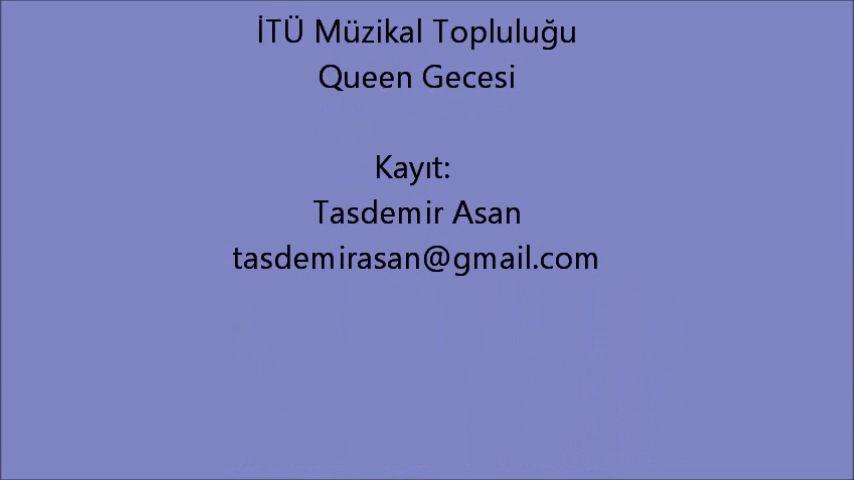 İTÜ Müzikal Topluluğu
Queen Gecesi
Kayıt:
Tasdemir Asan
tasdemirasan@gmail.com